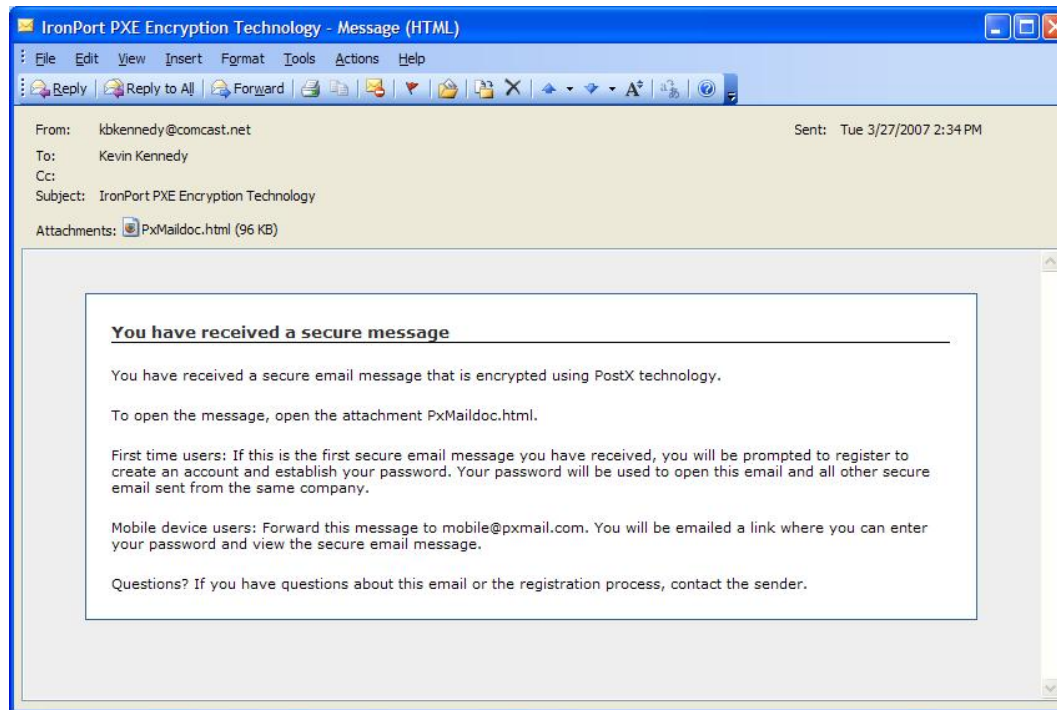 IronPort PXE Encryption Technology - Message (HTML)
File Edit View Insert Format Tools Actions Help
Reply Reply to All Forward
From: kbkennedy@comcast.net Sent: Tue 3/27/2007 2:34 PM
To: Kevin Kennedy
Cc:
Subject: IronPort PXE Encryption Technology
Attachments: PxMaildoc.html (96 KB)
You have received a secure message
You have received a secure email message that is encrypted using PostX technology.
To open the message, open the attachment PxMaildoc.html.
First time users: If this is the first secure email message you have received, you will be prompted to register to
create an account and establish your password. Your password will be used to open this email and all other secure
email sent from the same company.
Mobile device users: Forward this message to mobile@pxmail.com. You will be emailed a link where you can enter
your password and view the secure email message.
Questions? If you have questions about this email or the registration process, contact the sender.